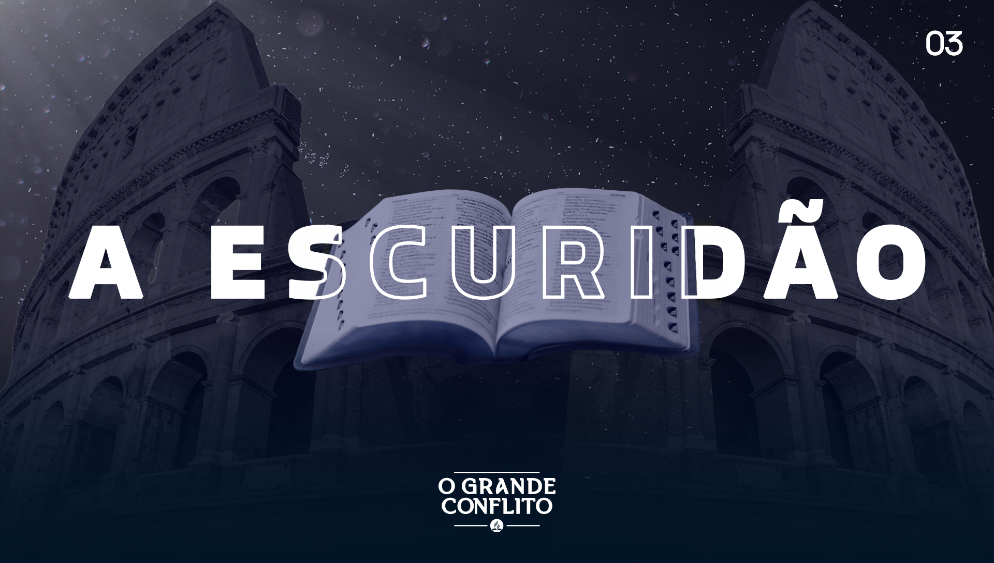 03
A ESCURIDÃO
O GRANDE
CONFLITO